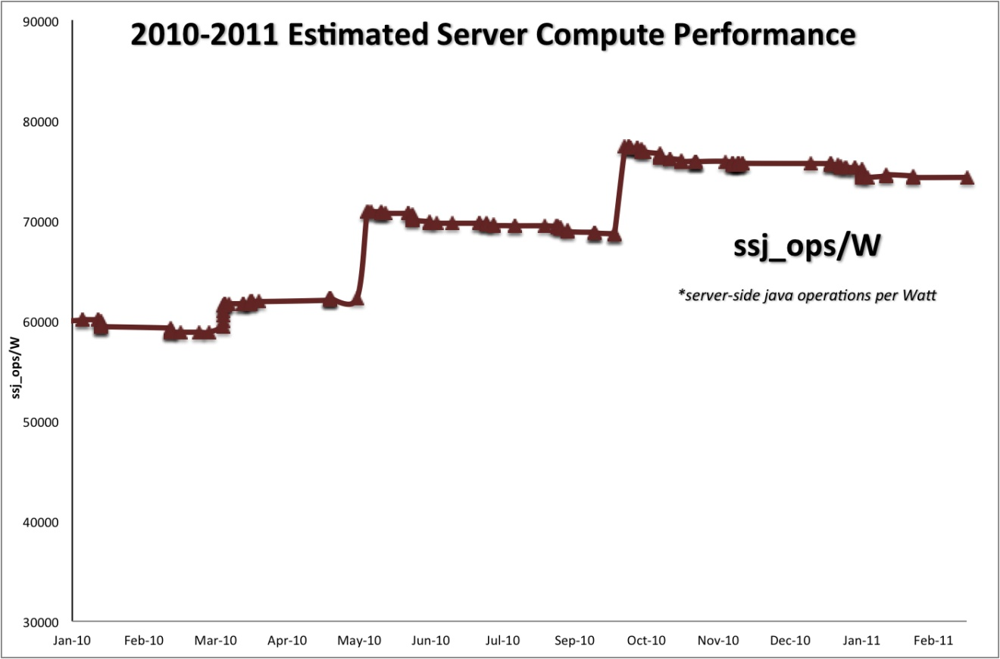 2010-2011 Estimated Server Compute Performance
90000
80000
70000
60000
50000
40000
30000
ssj_ops/W
ssj_ops/W
*server-side java operations per Watt
Jan-10 Feb-10 Mar-10 Apr-10 May-10 Jun-10 Jul-10 Sep-10 Oct-10 Nov-10 Dec-10 Jan-11 Feb-11